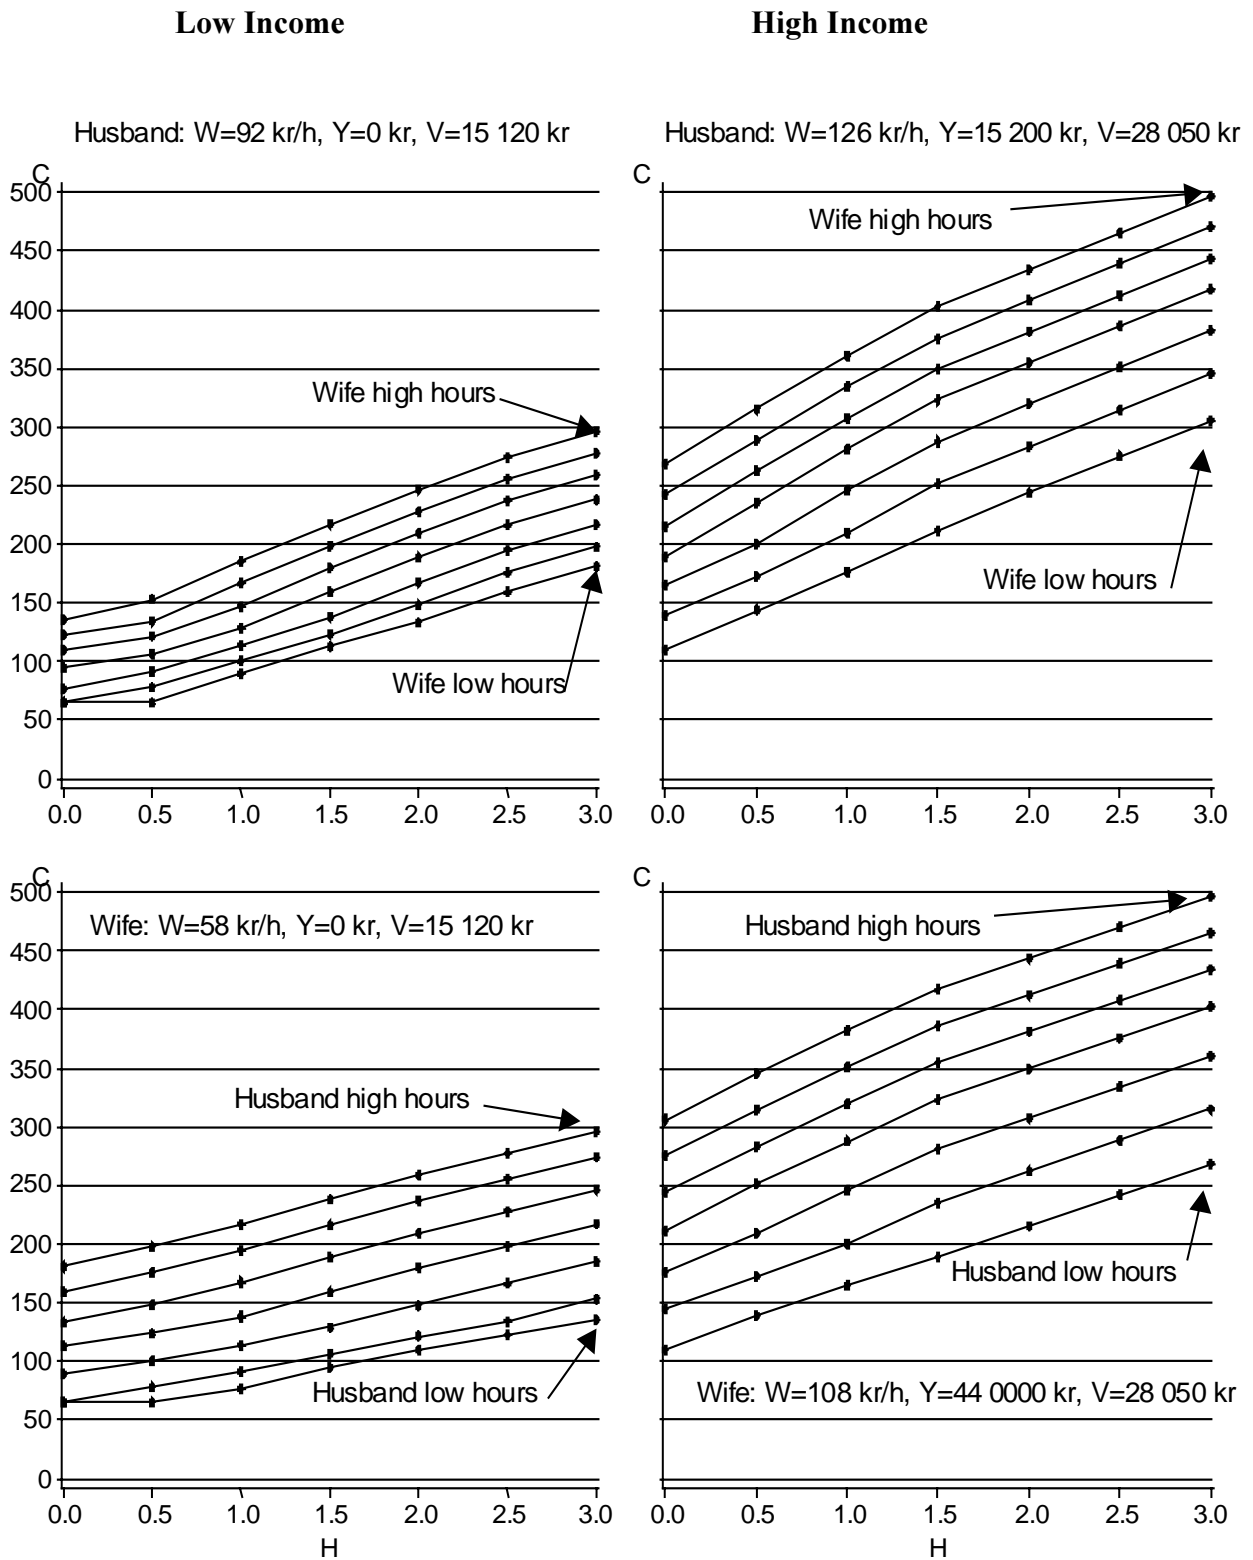 Low Income
High Income
Husband: W=92 kr/h, Y=0 kr, V=15 120 kr
C
500
450
400
350
300
250
200
150
100
50
0
Wife high hours
Wife low hours
0.0 0.5 1.0 1.5 2.0 2.5 3.0
Husband: W=126 kr/h, Y=15 200 kr, V=28 050 kr
C
Wife high hours
Wife low hours
0.0 0.5 1.0 1.5 2.0 2.5 3.0
C
500
450
400
350
300
250
200
150
100
50
0
Wife: W=58 kr/h, Y=0 kr, V=15 120 kr
Husband high hours
Husband low hours
0.0 0.5 1.0 1.5 2.0 2.5 3.0
H
C
Husband high hours
Husband low hours
Wife: W=108 kr/h, Y=44 0000 kr, V=28 050 kr
0.0 0.5 1.0 1.5 2.0 2.5 3.0
H